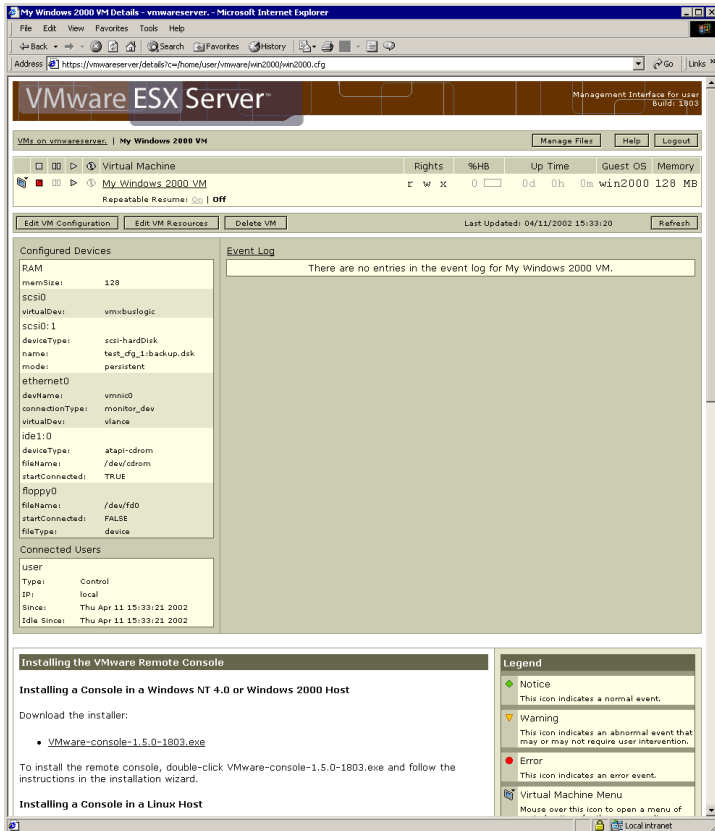 My Windows 2000 VM Details - vmwareserver. - Microsoft Internet Explorer
File Edit View Favorites Tools Help
Back Search Favorites History
Address https://vmwareserver/details?c=/home/user/vmware/win2000/win2000.cfg Go Links »
VMware ESX Server™
Management Interface for user
Build: 1803
VMs on vmwareserver. | My Windows 2000 VM Manage Files Help Logout
Virtual Machine Rights %HB Up Time Guest OS Memory
My Windows 2000 VM r w x 0 0d 0h 0m win2000 128 MB
Repeatable Resume: On | Off
Edit VM Configuration Edit VM Resources Delete VM Last Updated: 04/11/2002 15:33:20 Refresh
Configured Devices
RAM
memSize: 128
scsi0
virtualDev: vmxbuslogic
scsi0:1
deviceType: scsi-hardDisk
name: test_cfg_1:backup.dsk
mode: persistent
ethernet0
devName: vmnic0
connectionType: monitor_dev
virtualDev: vlance
ide1:0
deviceType: atapi-cdrom
fileName: /dev/cdrom
startConnected: TRUE
floppy0
fileName: /dev/fd0
startConnected: FALSE
fileType: device
Connected Users
user
Type: Control
IP: local
Since: Thu Apr 11 15:33:21 2002
Idle Since: Thu Apr 11 15:33:21 2002
Event Log
There are no entries in the event log for My Windows 2000 VM.
Installing the VMware Remote Console
Installing a Console in a Windows NT 4.0 or Windows 2000 Host
Download the installer:
• VMware-console-1.5.0-1803.exe
To install the remote console, double-click VMware-console-1.5.0-1803.exe and follow the
instructions in the installation wizard.
Installing a Console in a Linux Host
Legend
Notice
This icon indicates a normal event.
Warning
This icon indicates an abnormal event that
may or may not require user intervention.
Error
This icon indicates an error event.
Virtual Machine Menu
Mouse over this icon to open a menu of
Local intranet